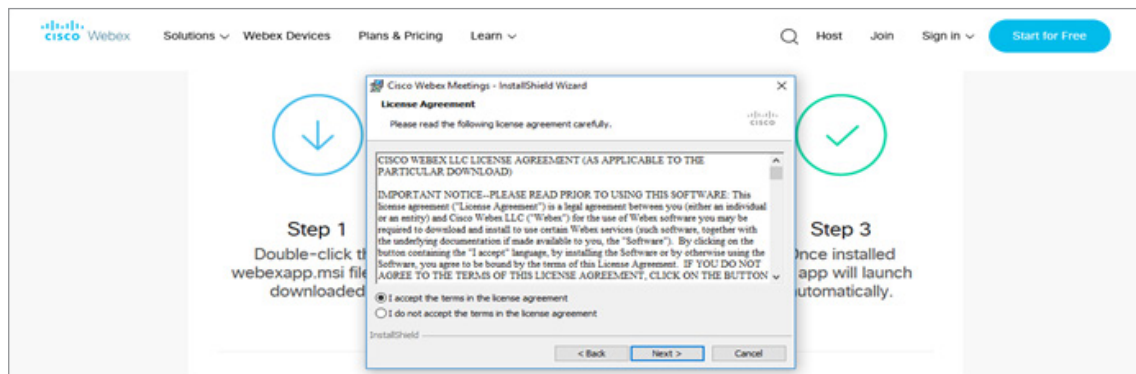 CISCO Webex Solutions Webex Devices Plans & Pricing Learn Host Join Sign in Start for Free
Cisco Webex Meetings - InstallShield Wizard
License Agreement
Please read the following license agreement carefully.
CISCO
CISCO WEBEX LLC LICENSE AGREEMENT (AS APPLICABLE TO THE
PARTICULAR DOWNLOAD)
IMPORTANT NOTICE--PLEASE READ PRIOR TO USING THIS SOFTWARE: This
license agreement ("License Agreement") is a legal agreement between you (either an individual
or an entity) and Cisco Webex LLC ("Webex") for the use of Webex software you may be
required to download and install to use certain Webex services (such software, together with
the underlying documentation if made available to you, the "Software"). By clicking on the
button containing the "I accept" language, by installing the Software or by otherwise using the
Software, you agree to be bound by the terms of this License Agreement. IF YOU DO NOT
AGREE TO THE TERMS OF THIS LICENSE AGREEMENT, CLICK ON THE BUTTON
I accept the terms in the license agreement
I do not accept the terms in the license agreement
InstallShield
< Back Next > Cancel
Step 1
Double-click
webexapp.msi file
downloaded
Step 3
installed
app will launch